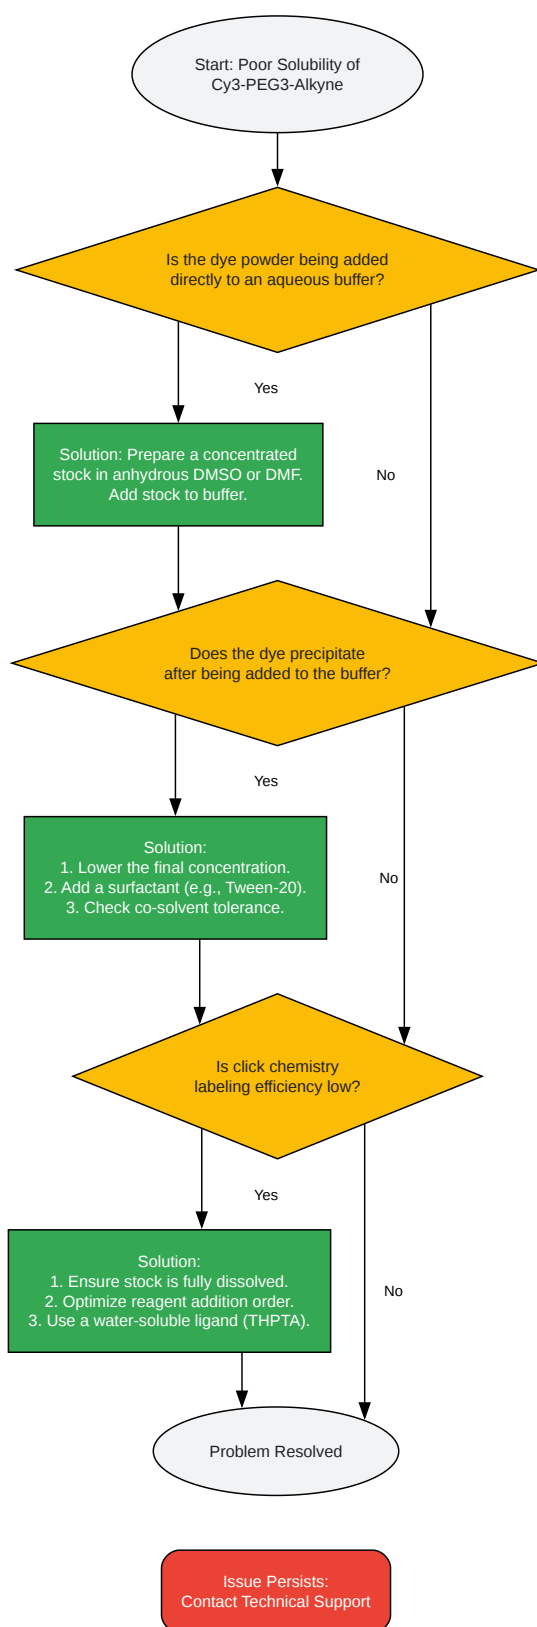 Start: Poor Solubility of
Cy3-PEG3-Alkyne
Is the dye powder being added
directly to an aqueous buffer?
Yes
Solution: Prepare a concentrated
stock in anhydrous DMSO or DMF.
Add stock to buffer.
No
Does the dye precipitate
after being added to the buffer?
Yes
Solution:
1. Lower the final concentration.
2. Add a surfactant (e.g., Tween-20).
3. Check co-solvent tolerance.
No
Is click chemistry
labeling efficiency low?
Yes
Solution:
1. Ensure stock is fully dissolved.
2. Optimize reagent addition order.
3. Use a water-soluble ligand (THPTA).
No
Problem Resolved
Issue Persists:
Contact Technical Support